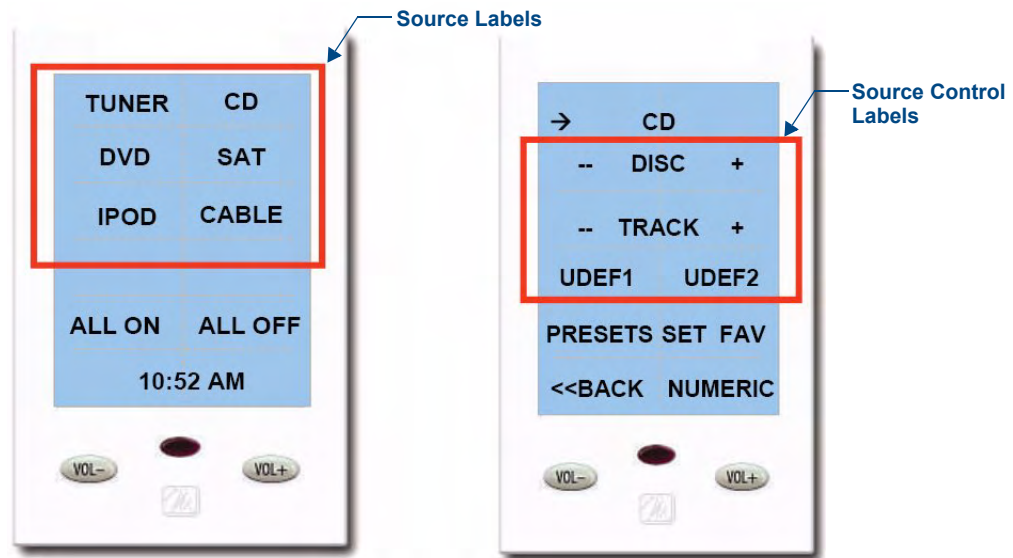 Source Labels
TUNER CD
DVD SAT
IPOD CABLE
ALL ON ALL OFF
10:52 AM
VOL- VOL+
Source Control
Labels
→ CD
-- DISC +
-- TRACK +
UDEF1 UDEF2
PRESETS SET FAV
<<BACK NUMERIC
VOL- VOL+